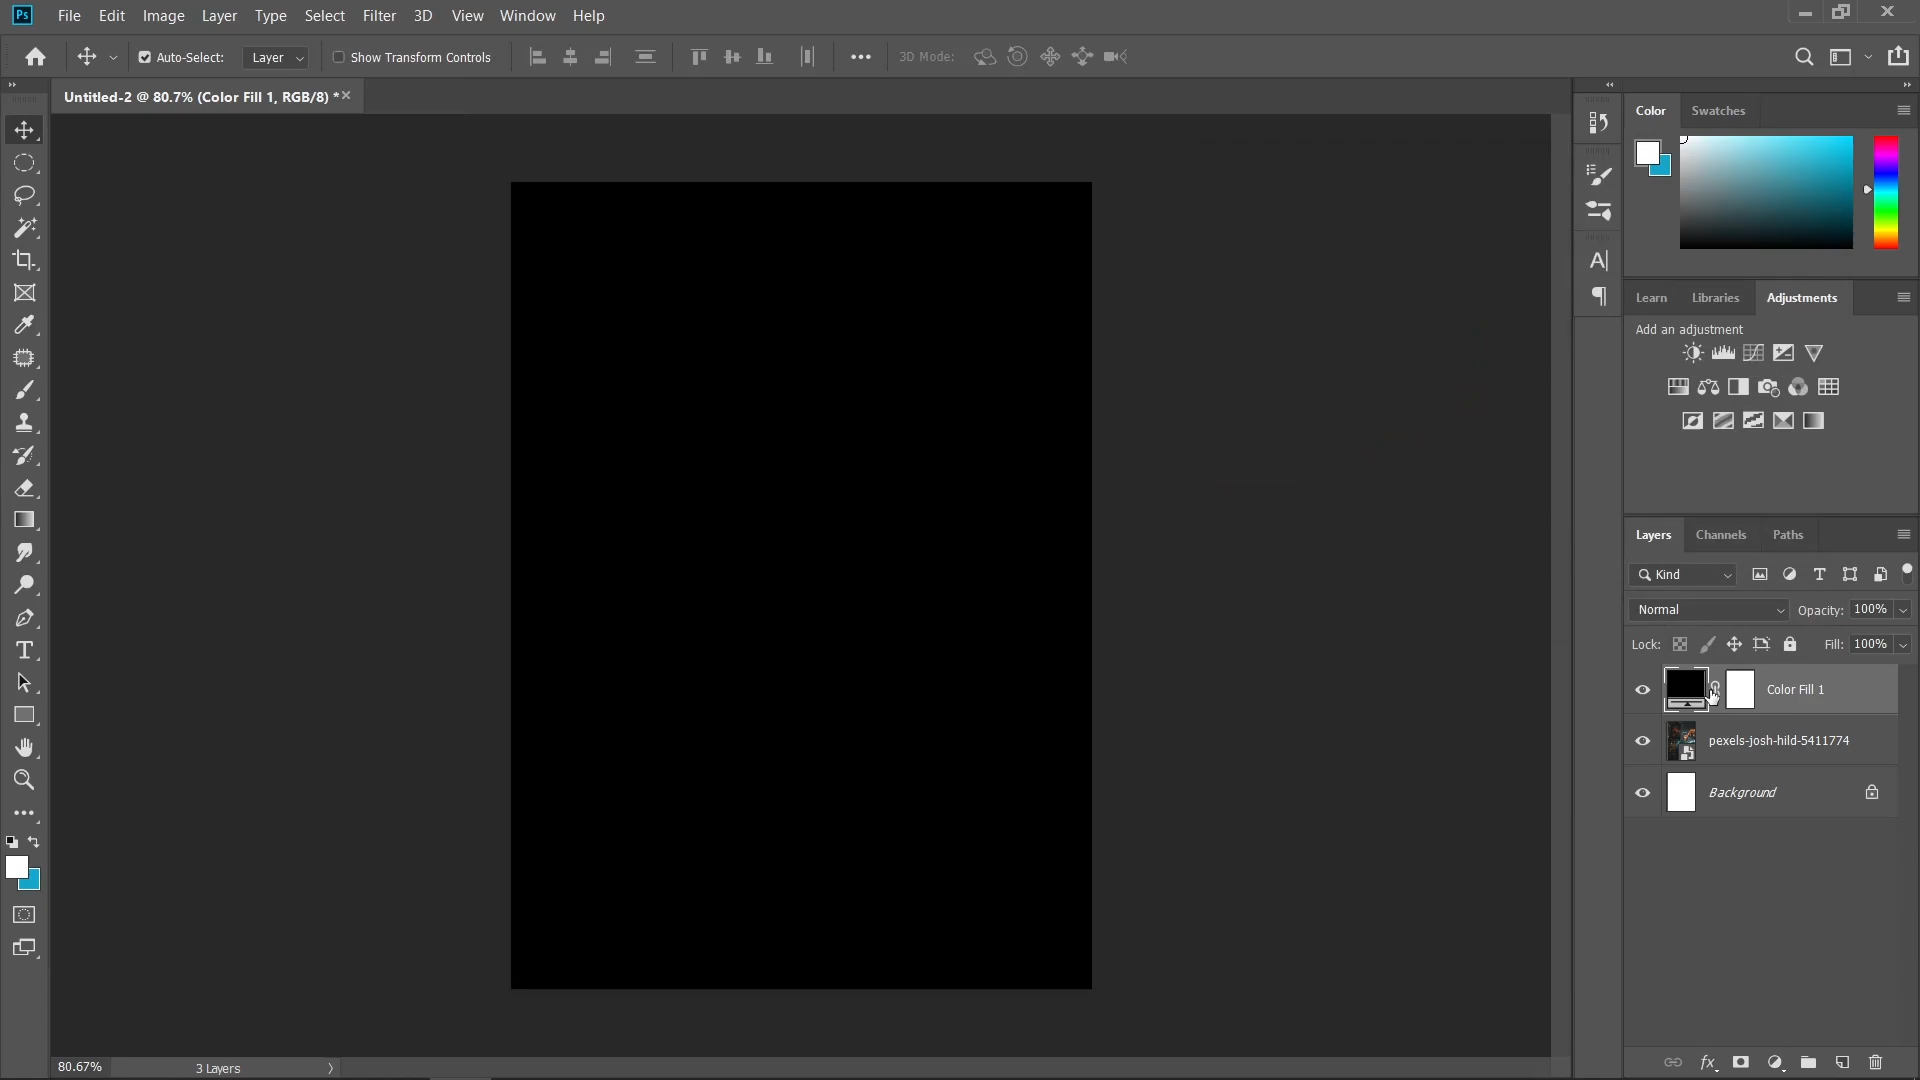 Ps File Edit Image Layer Type Select Filter 3D View Window Help
Auto-Select: Layer Show Transform Controls 3D Mode:
Untitled-2 @ 80.7% (Color Fill 1, RGB/8) *
Color Swatches
Learn Libraries Adjustments
Add an adjustment
Layers Channels Paths
Kind
Normal Opacity: 100%
Lock: Fill: 100%
Color Fill 1
pexels-josh-hild-5411774
Background
80.67% 3 Layers